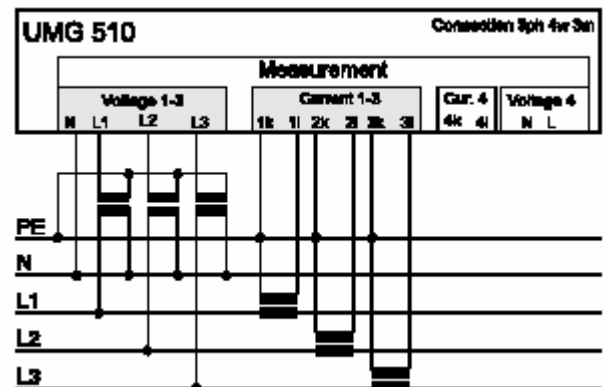 UMG 510
Connection 3ph 4w 3m
Measurement
Voltage 1-3
Current 1-3
Cur. 4
Voltage 4
N L1 L2 L3
1k 1l 2k 2l 3k 3l
4k 4l
N L
PE
N
L1
L2
L3